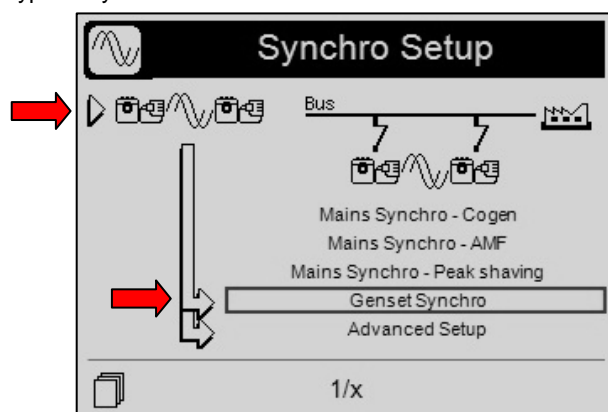 Synchro Setup
Bus
Mains Synchro - Cogen
Mains Synchro - AMF
Mains Synchro - Peak shaving
Genset Synchro
Advanced Setup
1/x